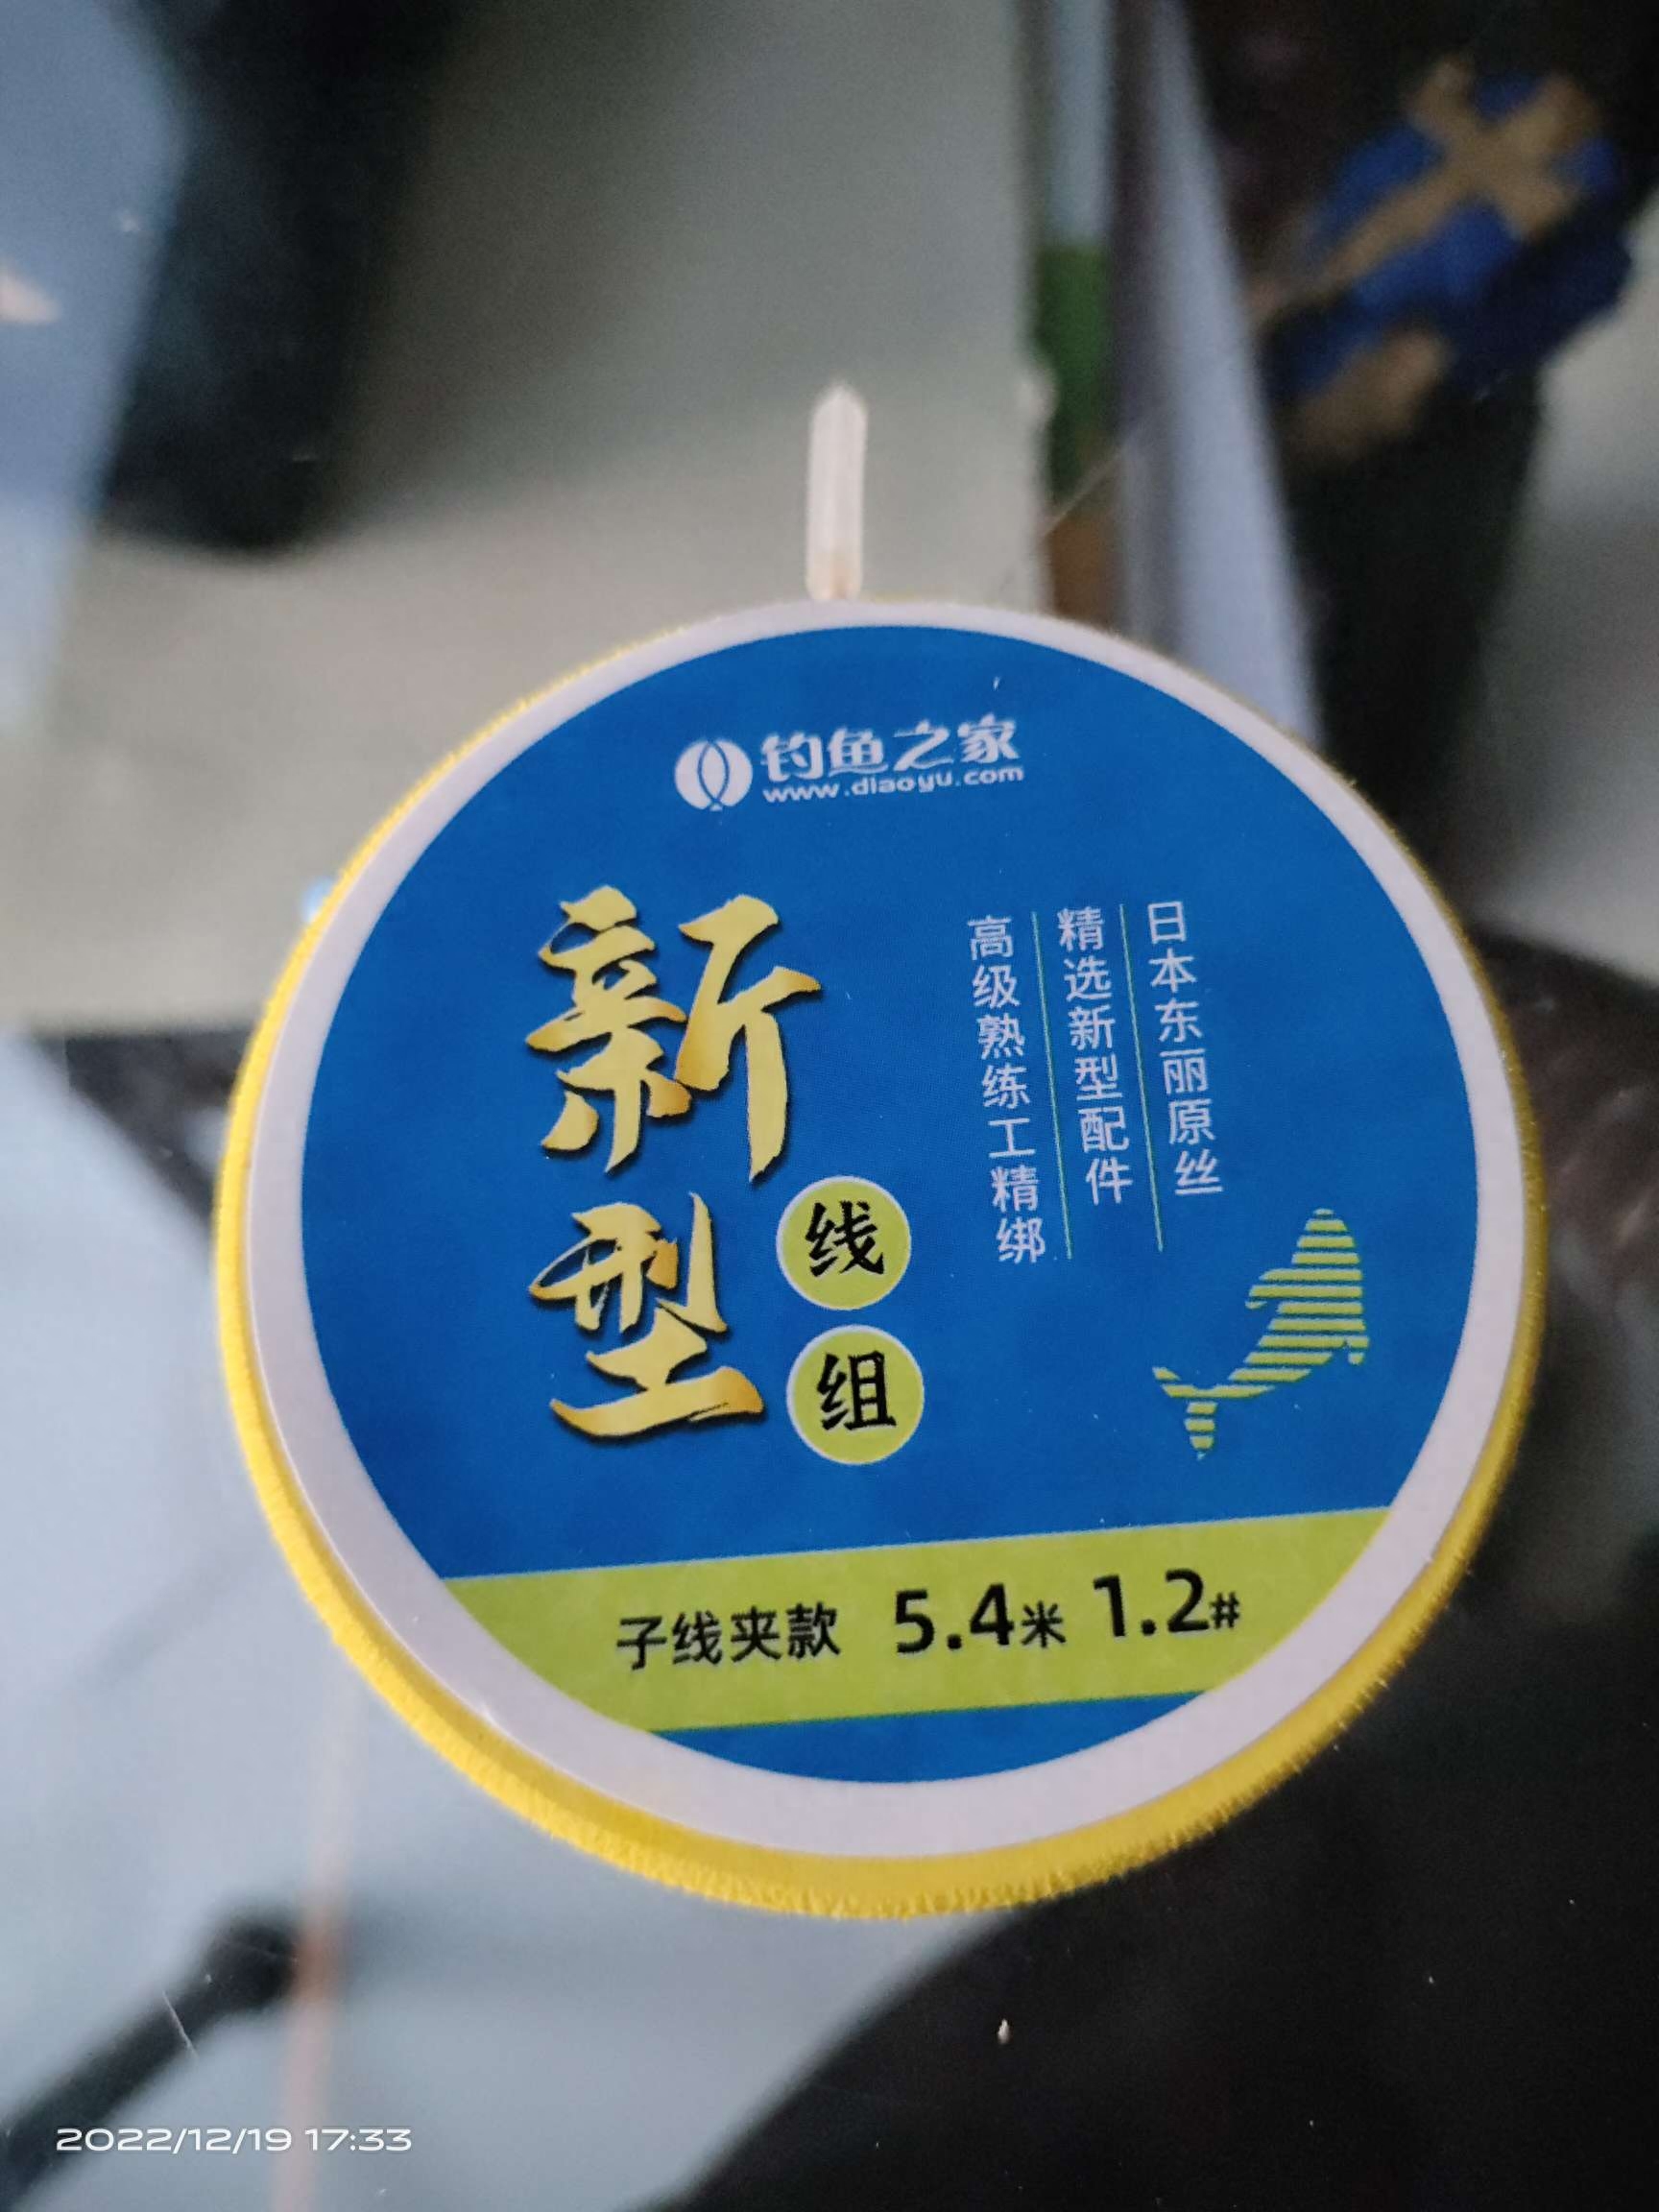 钓鱼之家
www.diaoyu.com
新型
线组
日本东丽原丝
精选新型配件
高级熟练工精绑
子线夹款 5.4米 1.2#
2022/12/19 17:33